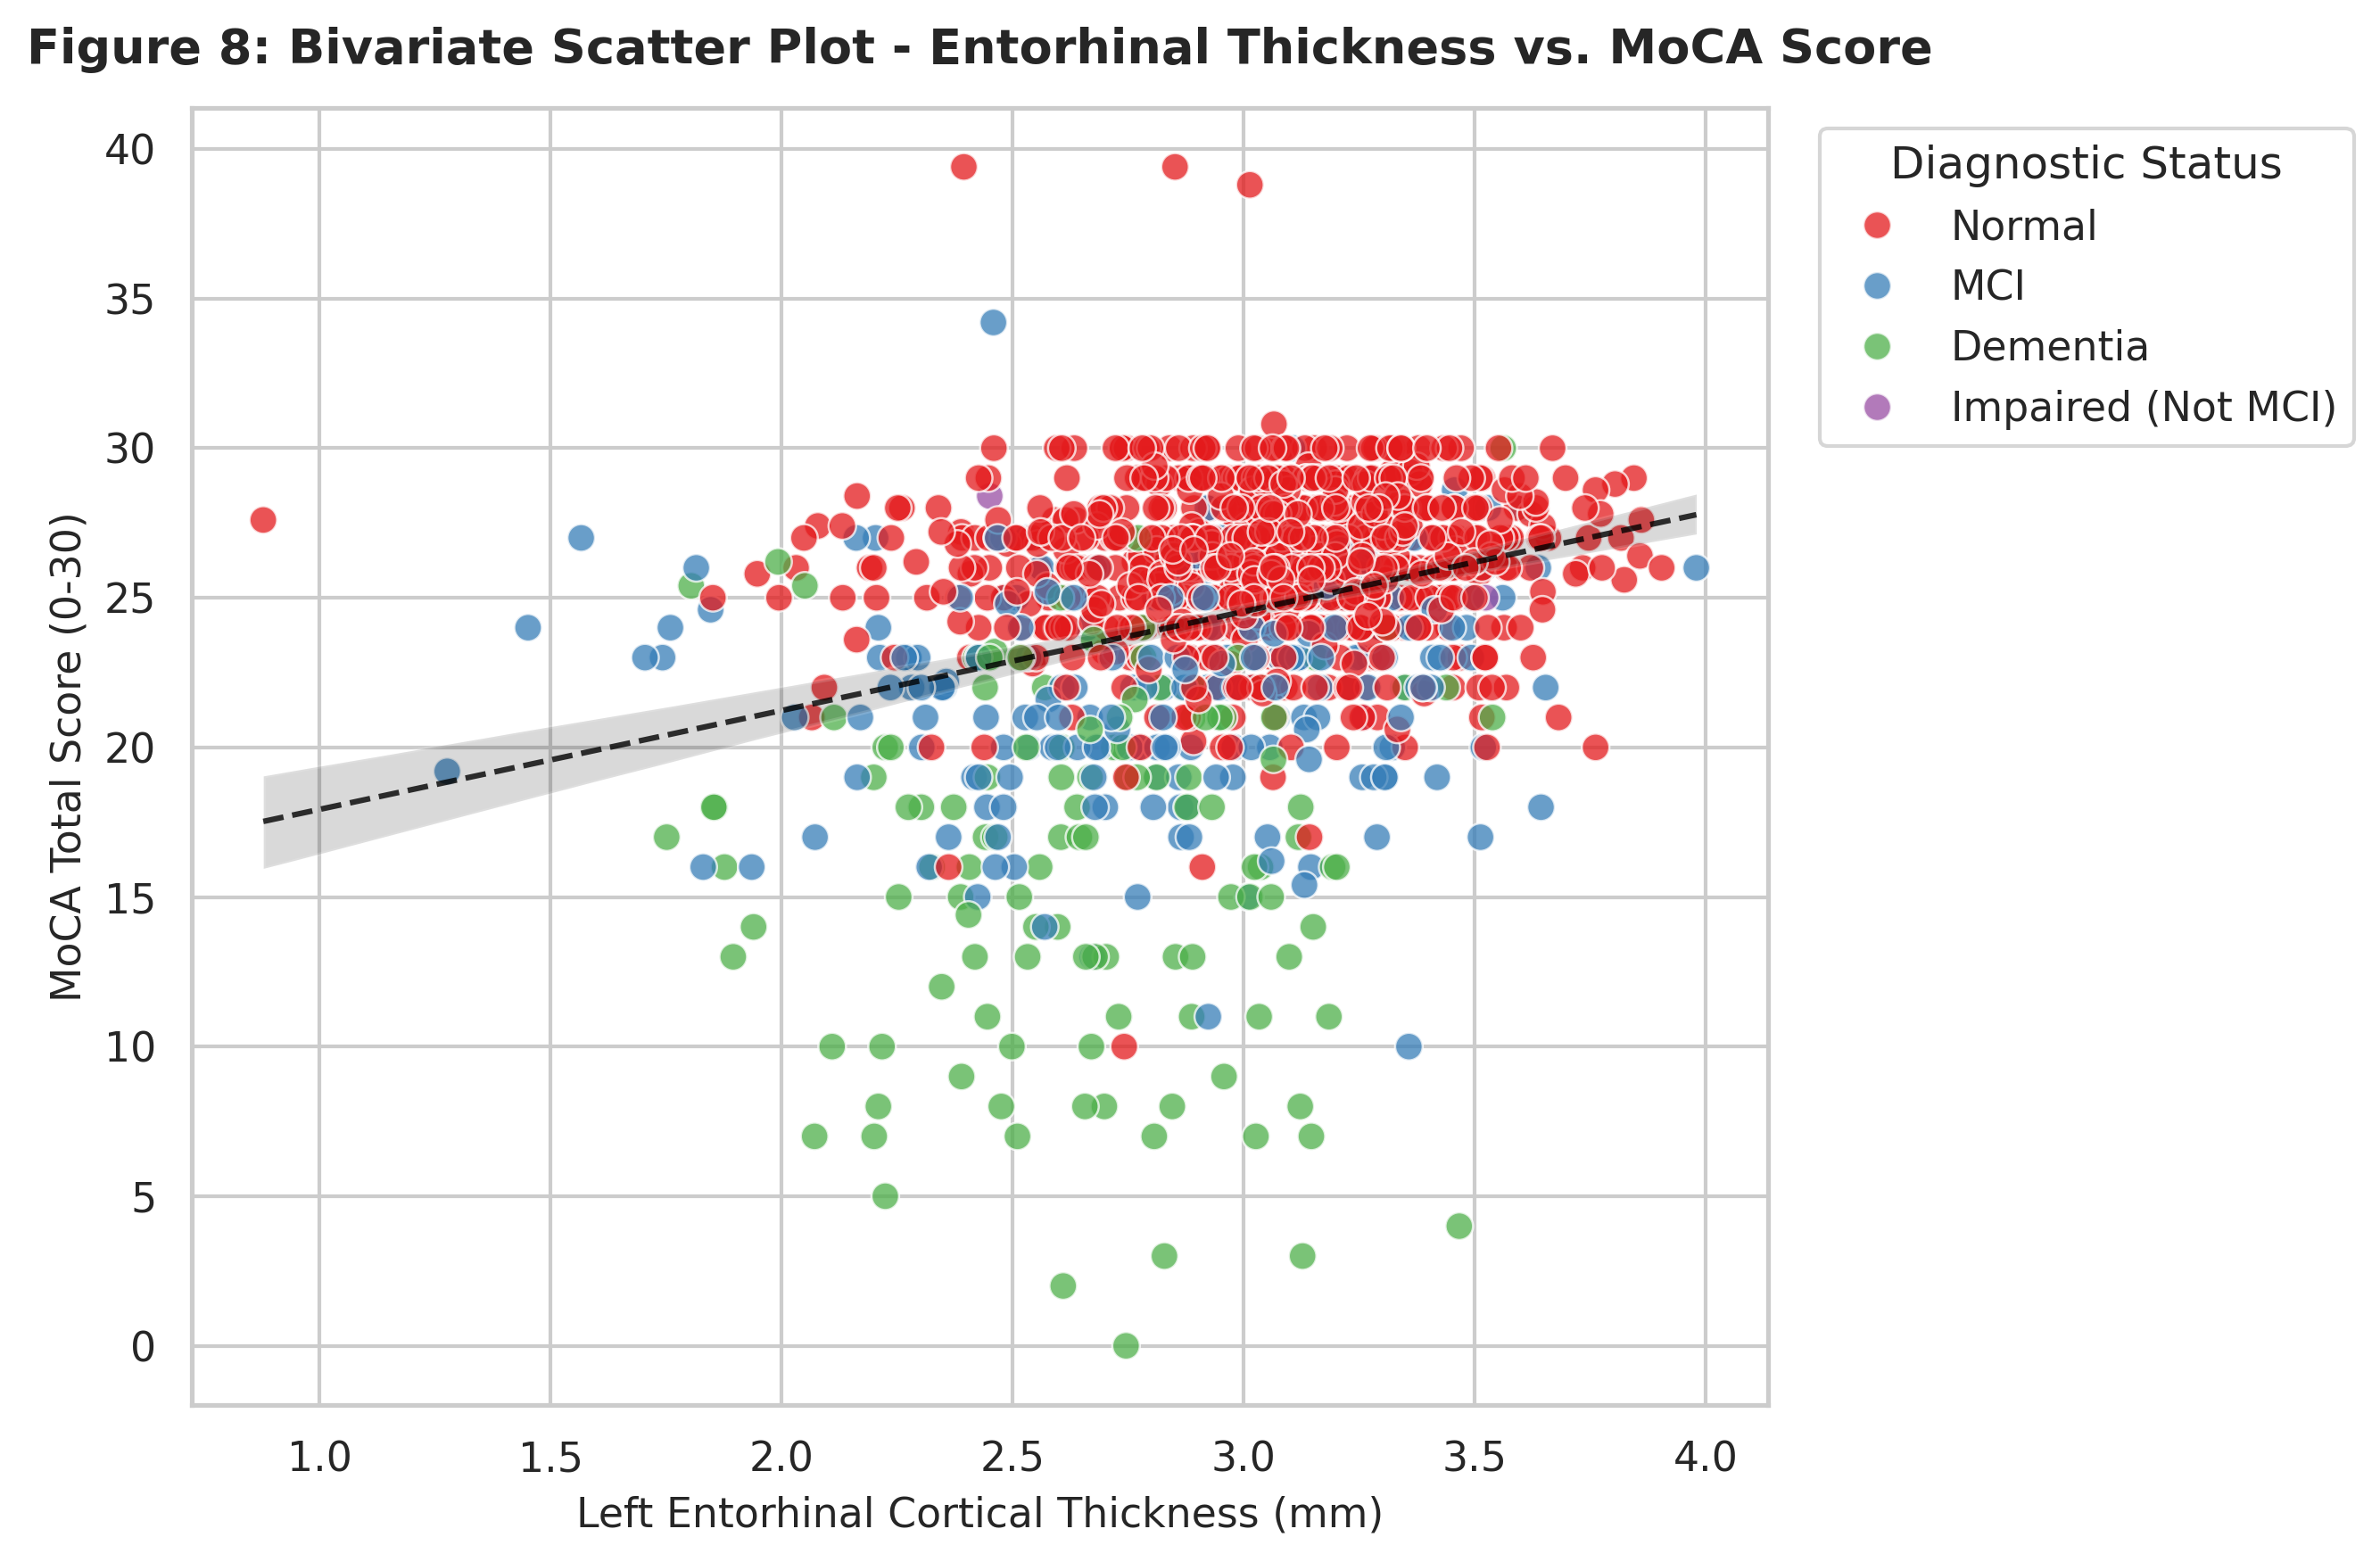 Figure 8: Bivariate Scatter Plot - Entorhinal Thickness vs. MoCA Score
MoCA Total Score (0-30)
40
35
30
25
20
15
10
5
0
1.0 1.5 2.0 2.5 3.0 3.5 4.0
Left Entorhinal Cortical Thickness (mm)
Diagnostic Status
Normal
MCI
Dementia
Impaired (Not MCI)